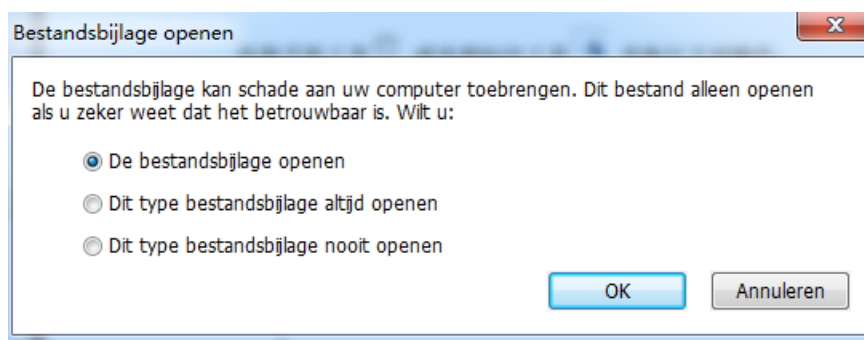 Bestandsbijlage openen
De bestandsbijlage kan schade aan uw computer toebrengen. Dit bestand alleen openen
als u zeker weet dat het betrouwbaar is. Wilt u:
De bestandsbijlage openen
Dit type bestandsbijlage altijd openen
Dit type bestandsbijlage nooit openen
OK Annuleren